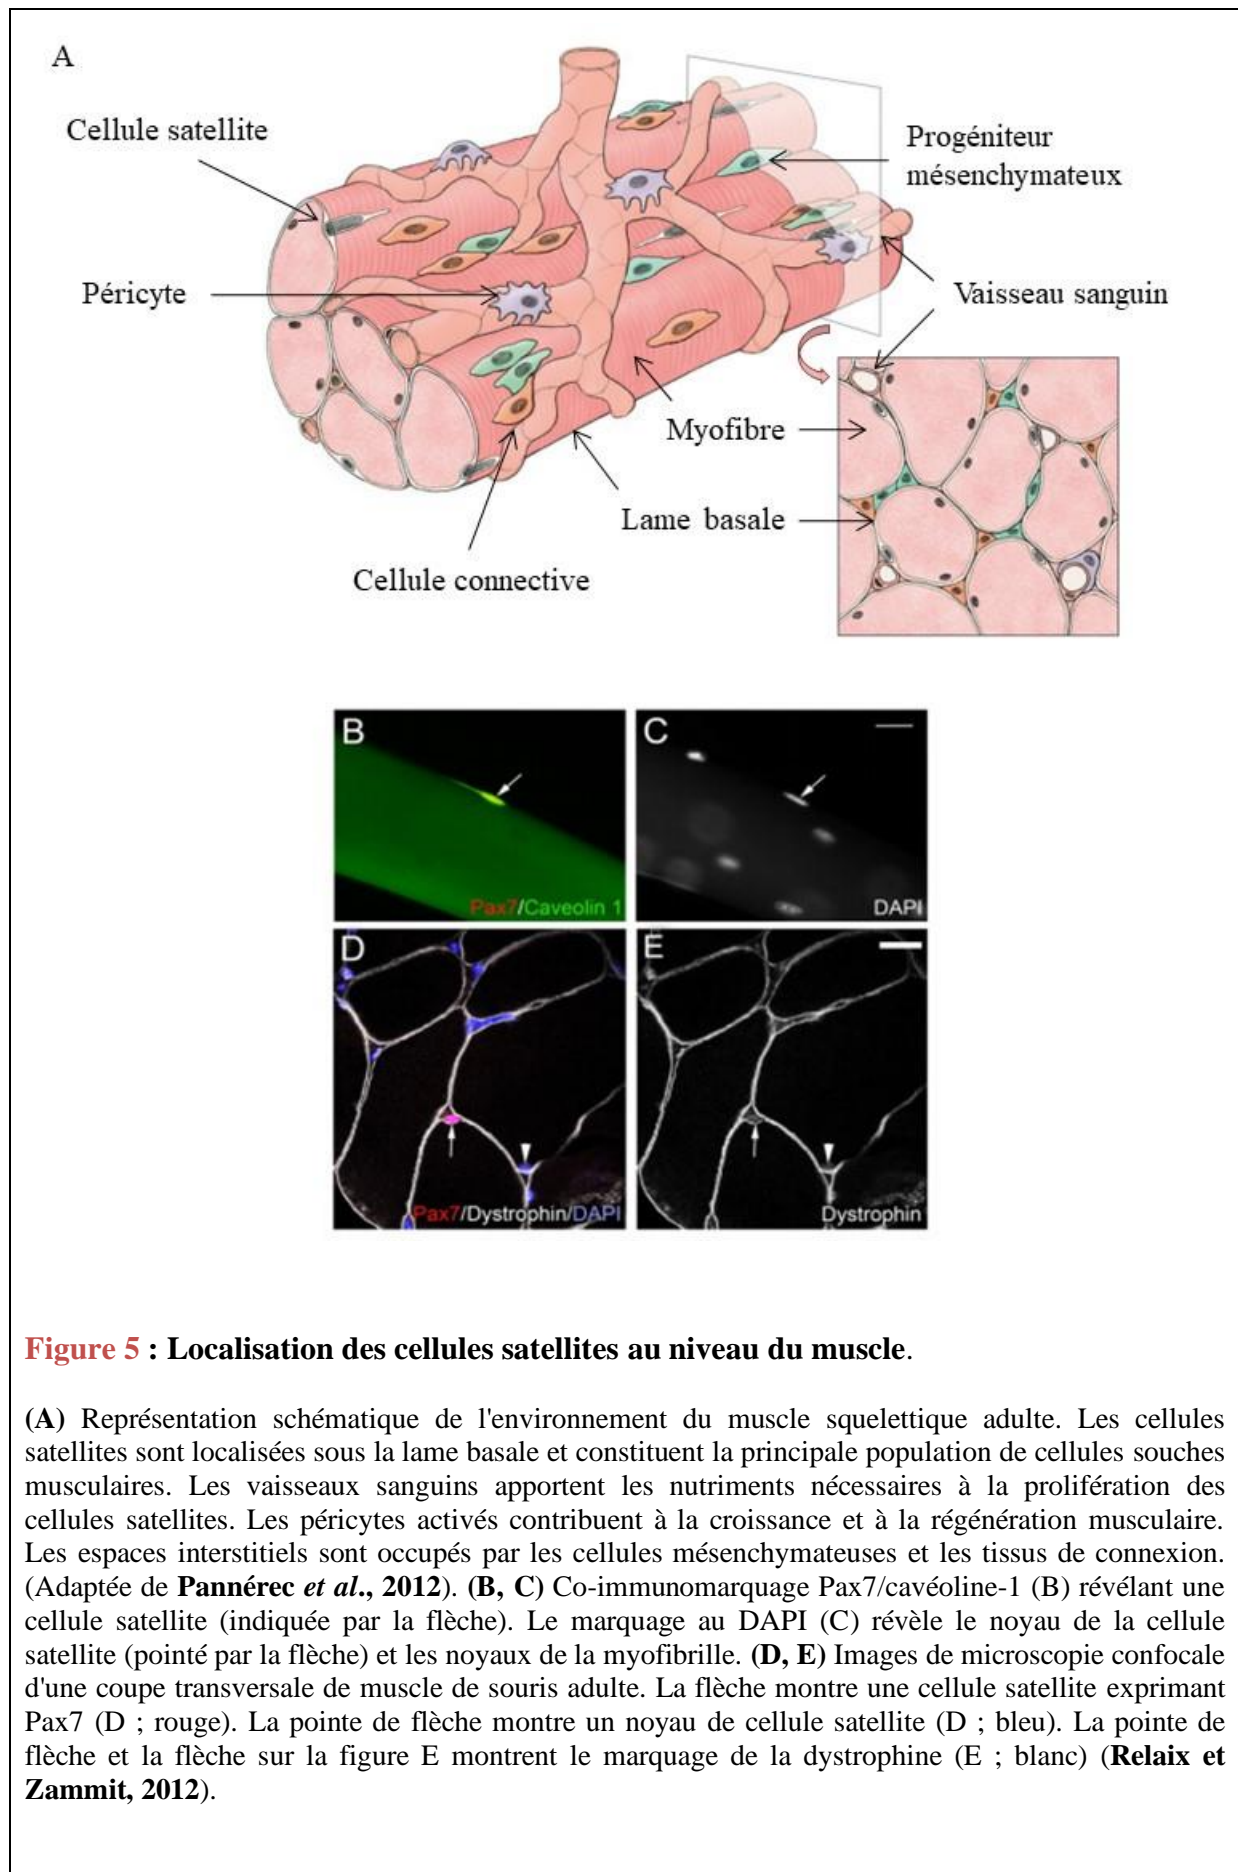 A
Cellule satellite
Progéniteur
mésenchymateux
Péricyte
Vaisseau sanguin
Myofibre
Lame basale
Cellule connective
B
Pax7/Caveolin 1
C
DAPI
D
Pax7/Dystrophin/DAPI
E
Dystrophin
Figure 5 : Localisation des cellules satellites au niveau du muscle.
(A) Représentation schématique de l'environnement du muscle squelettique adulte. Les cellules
satellites sont localisées sous la lame basale et constituent la principale population de cellules souches
musculaires. Les vaisseaux sanguins apportent les nutriments nécessaires à la prolifération des
cellules satellites. Les péricytes activés contribuent à la croissance et à la régénération musculaire.
Les espaces interstitiels sont occupés par les cellules mésenchymateuses et les tissus de connexion.
(Adaptée de Pannérec et al., 2012). (B, C) Co-immunomarquage Pax7/cavéoline-1 (B) révélant une
cellule satellite (indiquée par la flèche). Le marquage au DAPI (C) révèle le noyau de la cellule
satellite (pointé par la flèche) et les noyaux de la myofibrille. (D, E) Images de microscopie confocale
d'une coupe transversale de muscle de souris adulte. La flèche montre une cellule satellite exprimant
Pax7 (D ; rouge). La pointe de flèche montre un noyau de cellule satellite (D ; bleu). La pointe de
flèche et la flèche sur la figure E montrent le marquage de la dystrophine (E ; blanc) (Relaix et
Zammit, 2012).